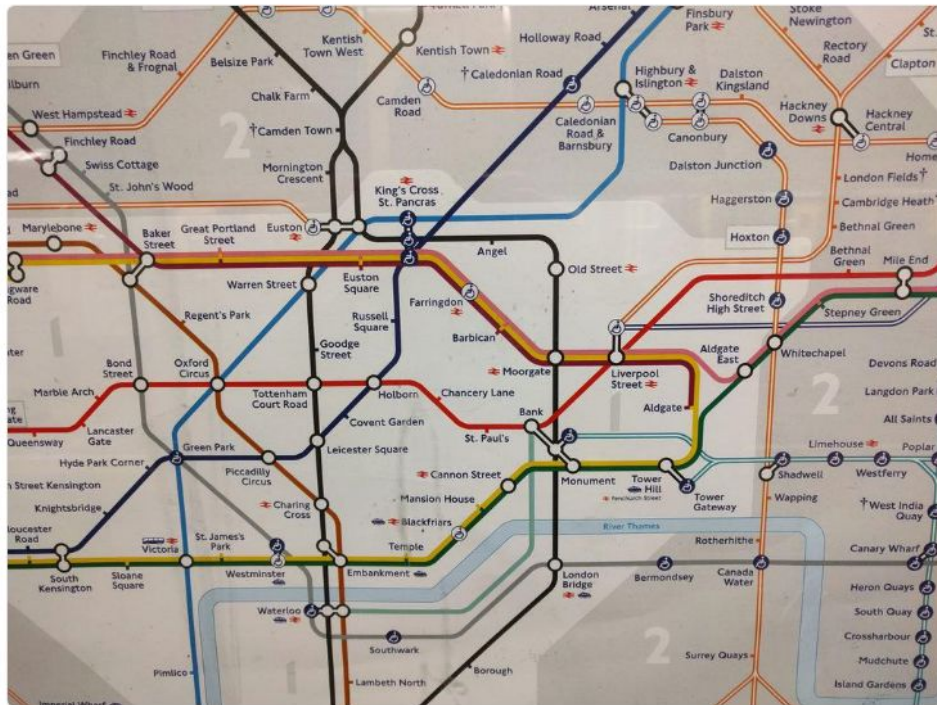 Finchley Road
& Frognal
Kentish
Town West
Belsize Park
Kentish Town
Holloway Road
Arsenal
Finsbury
Park
Stoke
Newington
Rectory
Road
Clapton
West Hampstead
Finchley Road
Swiss Cottage
St. John's Wood
Chalk Farm
†Camden Town
Mornington
Crescent
Camden
Road
†Caledonian Road
Caledonian
Road &
Barnsbury
Highbury &
Islington
Canonbury
Dalston
Kingsland
Dalston Junction
Hackney
Downs
Hackney
Central
London Fields†
Cambridge Heath†
Bethnal Green
Haggerston
Hoxton
2
Marylebone
Baker
Street
Great Portland
Street
Euston
King's Cross
St. Pancras
Angel
Old Street
Bethnal
Green
Mile End
Stepney Green
Shoreditch
High Street
Whitechapel
Warren Street
Euston
Square
Farringdon
Barbican
Russell
Square
Regent's Park
Goodge
Street
Moorgate
Liverpool
Street
Aldgate
East
Aldgate
Devons Road
Langdon Park
All Saints
2
Bond
Street
Oxford
Circus
Marble Arch
Lancaster
Gate
Queensway
Tottenham
Court Road
Holborn
Chancery Lane
St. Paul's
Bank
Covent Garden
Leicester Square
Piccadilly
Circus
Green Park
Hyde Park Corner
Knightsbridge
Street Kensington
Charing
Cross
Cannon Street
Mansion House
Blackfriars
Temple
Monument
Tower
Hill
Fenchurch Street
Tower
Gateway
Limehouse
Westferry
Poplar
Shadwell
Wapping
Rotherhithe
†West India
Quay
Canary Wharf
Heron Quays
South Quay
Crossharbour
Mudchute
Island Gardens
River Thames
Road
South
Kensington
Sloane
Square
Victoria
St. James's
Park
Westminster
Embankment
Waterloo
Southwark
London
Bridge
Bermondsey
Canada
Water
Surrey Quays
2
Pimlico
Lambeth North
Borough
1